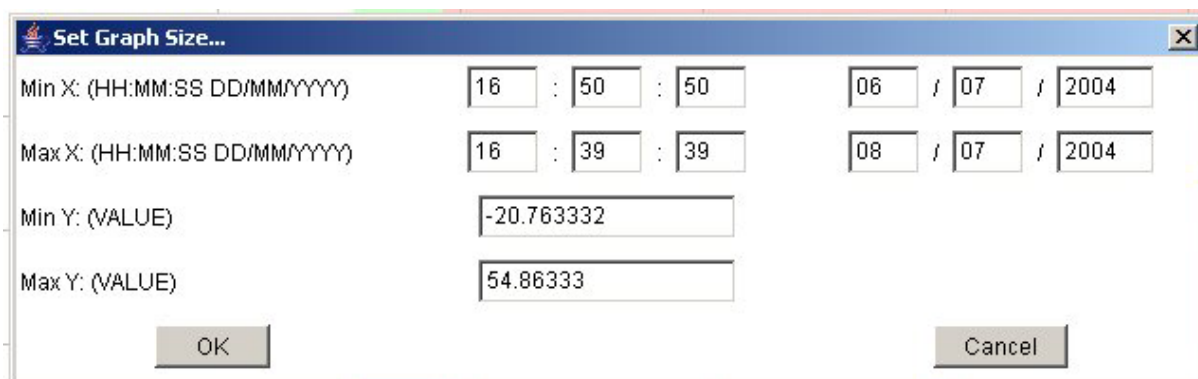 Set Graph Size...
Min X: (HH:MM:SS DD/MM/YYYY) 16 : 50 : 50 06 / 07 / 2004
Max X: (HH:MM:SS DD/MM/YYYY) 16 : 39 : 39 08 / 07 / 2004
Min Y: (VALUE) -20.763332
Max Y: (VALUE) 54.86333
OK Cancel